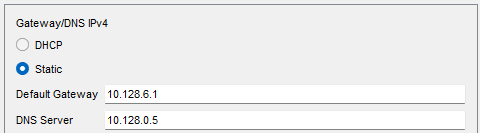 Gateway/DNS IPv4
DHCP
Static
Default Gateway 10.128.6.1
DNS Server 10.128.0.5